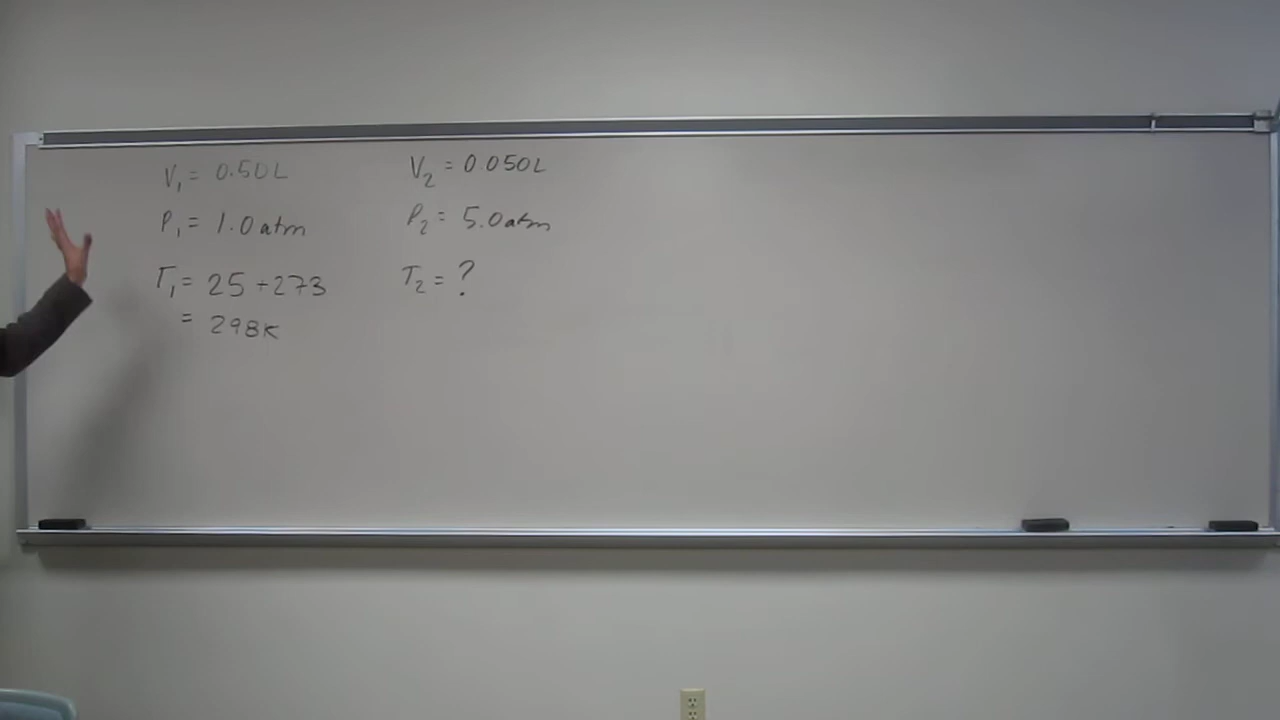 V₁ = 0.50L
P₁ = 1.0 atm
T₁ = 25 + 273
= 298K
V₂ = 0.050L
P₂ = 5.0 atm
T₂ = ?